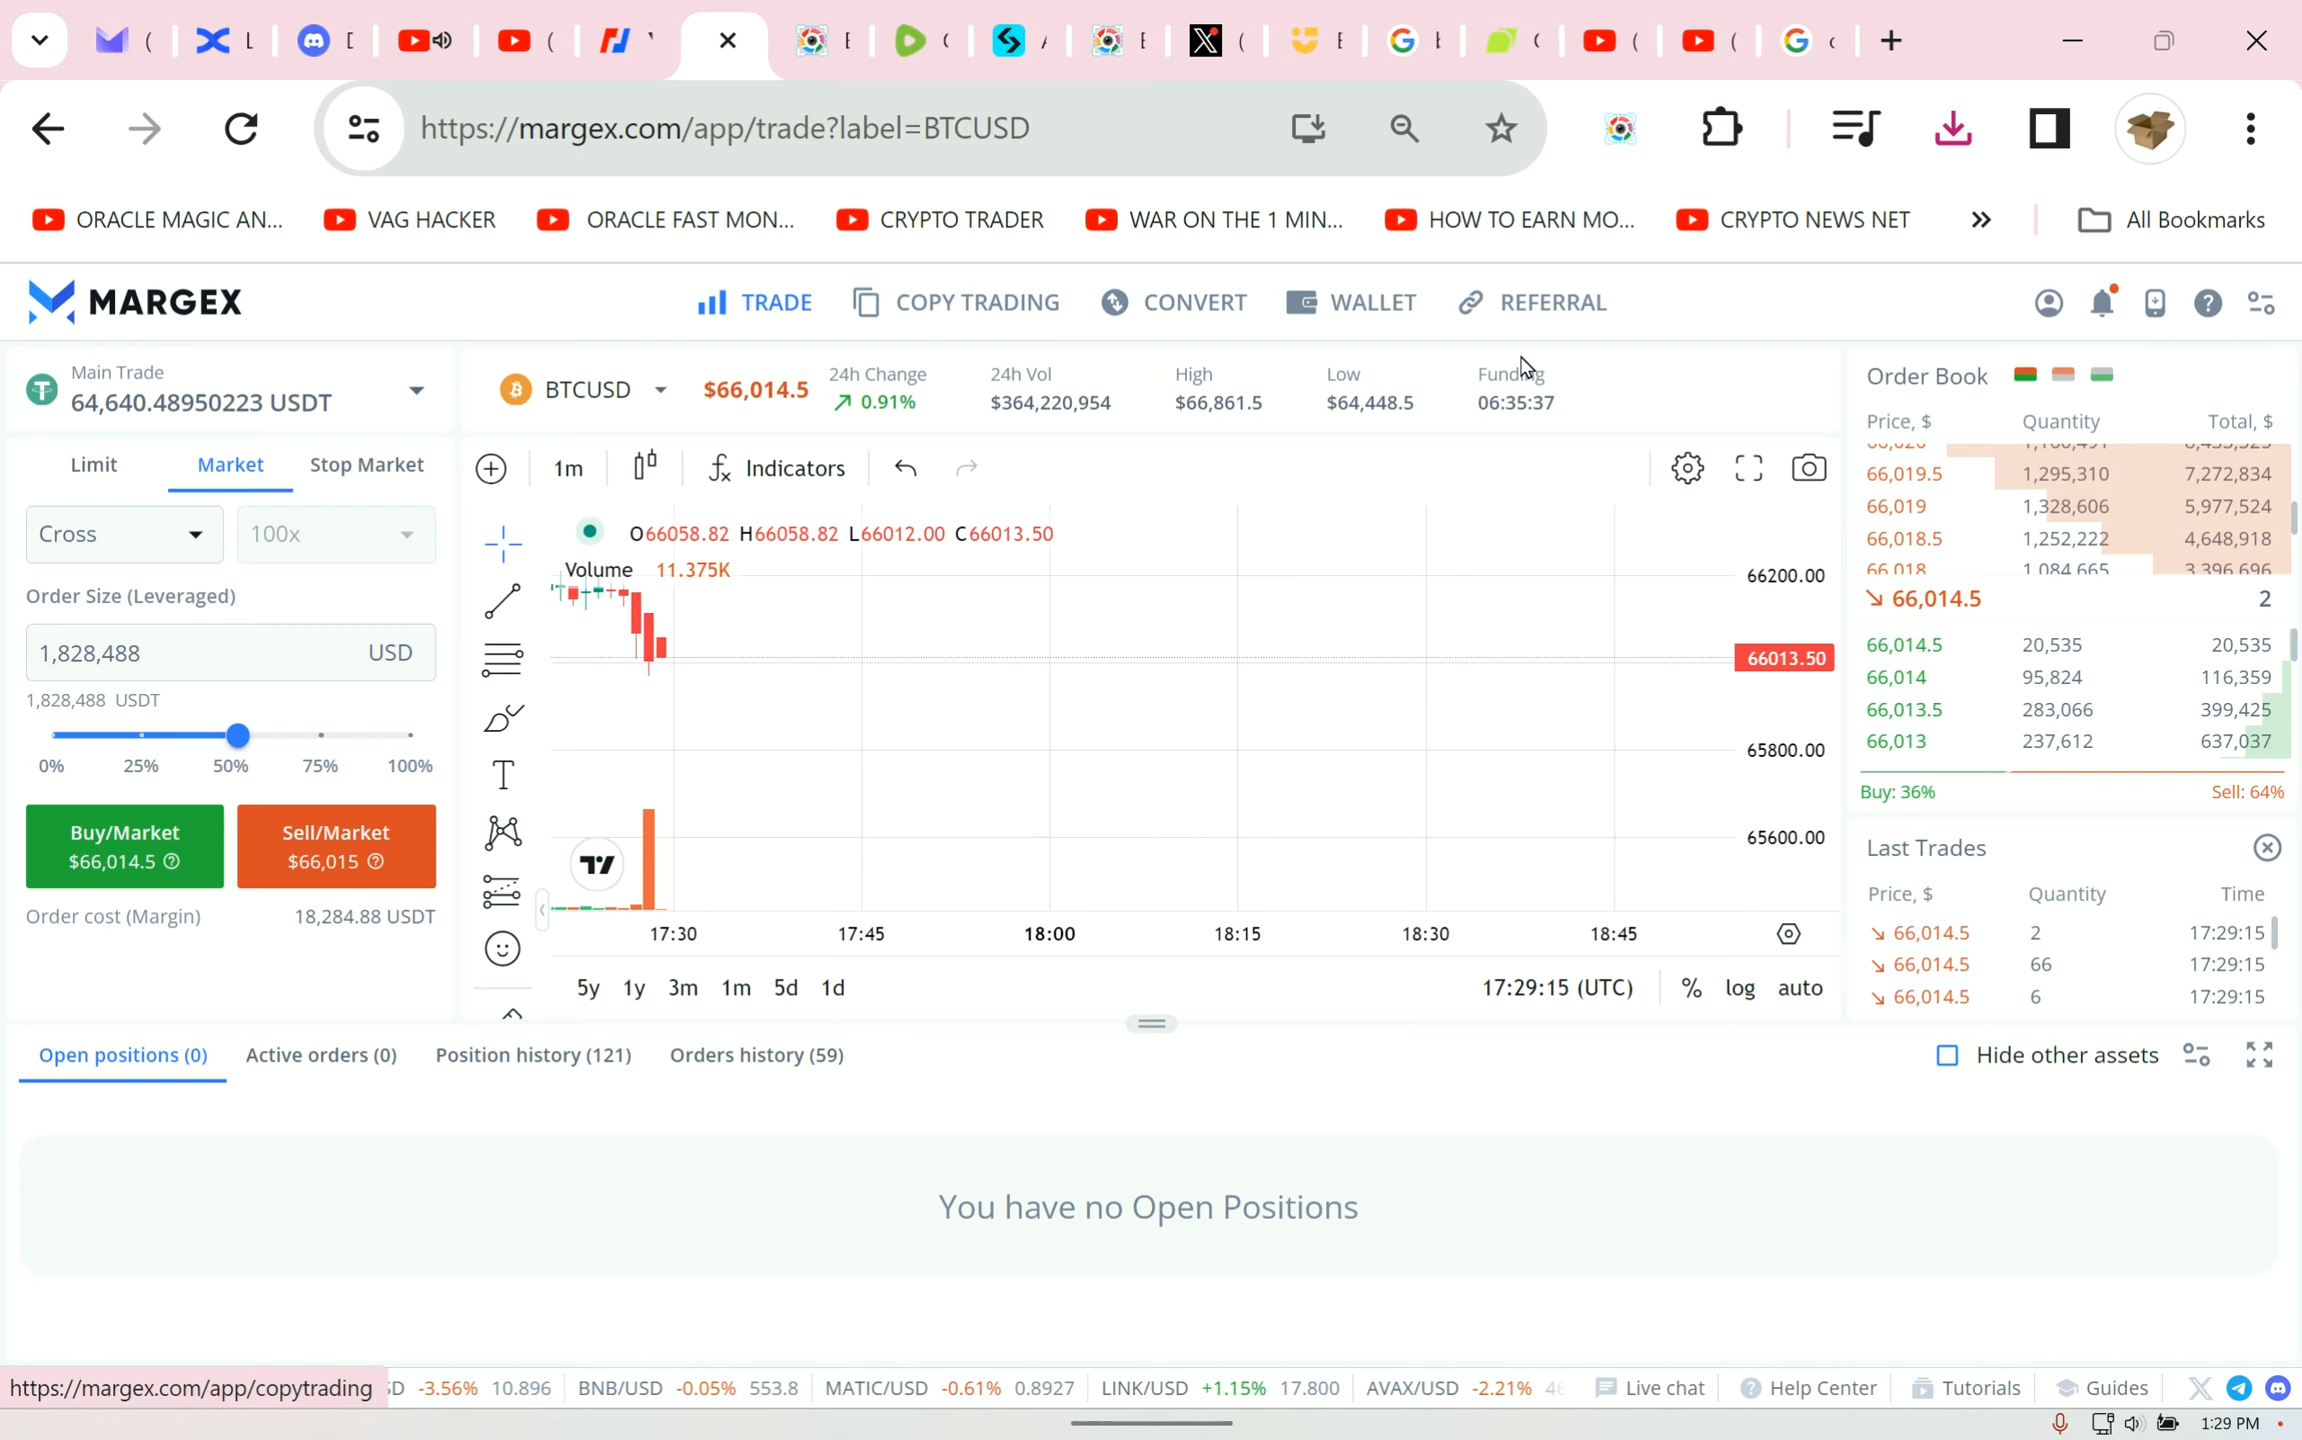 https://margex.com/app/trade?label=BTCUSD
ORACLE MAGIC AN...
VAG HACKER
ORACLE FAST MON...
CRYPTO TRADER
WAR ON THE 1 MIN...
HOW TO EARN MO...
CRYPTO NEWS NET
All Bookmarks
MARGEX
TRADE
COPY TRADING
CONVERT
WALLET
REFERRAL
Main Trade
64,640.48950223 USDT
BTCUSD
$66,014.5
24h Change
0.91%
24h Vol
$364,220,954
High
$66,861.5
Low
$64,448.5
Funding
06:35:37
Limit
Market
Stop Market
Cross
100x
Order Size (Leveraged)
1,828,488 USD
1,828,488 USDT
0% 25% 50% 75% 100%
Buy/Market
$66,014.5
Sell/Market
$66,015
Order cost (Margin) 18,284.88 USDT
1m
Indicators
O66058.82 H66058.82 L66012.00 C66013.50
Volume 11.375K
66200.00
66013.50
65800.00
65600.00
17:30 17:45 18:00 18:15 18:30 18:45
5y 1y 3m 1m 5d 1d
17:29:15 (UTC)
% log auto
Order Book
Price, $ Quantity Total, $
66,019.5 1,295,310 7,272,834
66,019 1,328,606 5,977,524
66,018.5 1,252,222 4,648,918
66,018 1,084,665 3,396,696
66,014.5 2
66,014.5 20,535 20,535
66,014 95,824 116,359
66,013.5 283,066 399,425
66,013 237,612 637,037
Buy: 36% Sell: 64%
Last Trades
Price, $ Quantity Time
66,014.5 2 17:29:15
66,014.5 66 17:29:15
66,014.5 6 17:29:15
Open positions (0)
Active orders (0)
Position history (121)
Orders history (59)
Hide other assets
You have no Open Positions
https://margex.com/app/copytrading
-3.56% 10.896
BNB/USD -0.05% 553.8
MATIC/USD -0.61% 0.8927
LINK/USD +1.15% 17.800
AVAX/USD -2.21%
Live chat
Help Center
Tutorials
Guides
1:29 PM